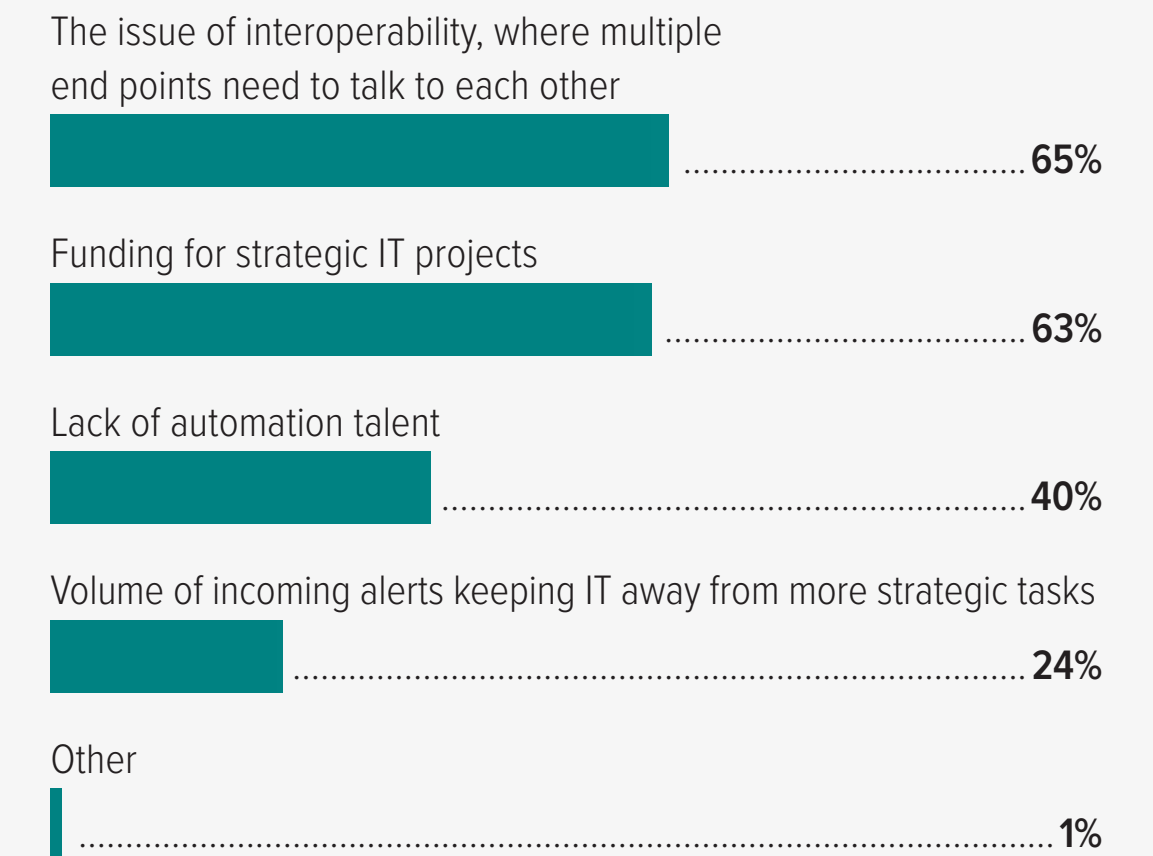 The issue of interoperability, where multiple
end points need to talk to each other
65%
Funding for strategic IT projects
63%
Lack of automation talent
40%
Volume of incoming alerts keeping IT away from more strategic tasks
24%
Other
1%